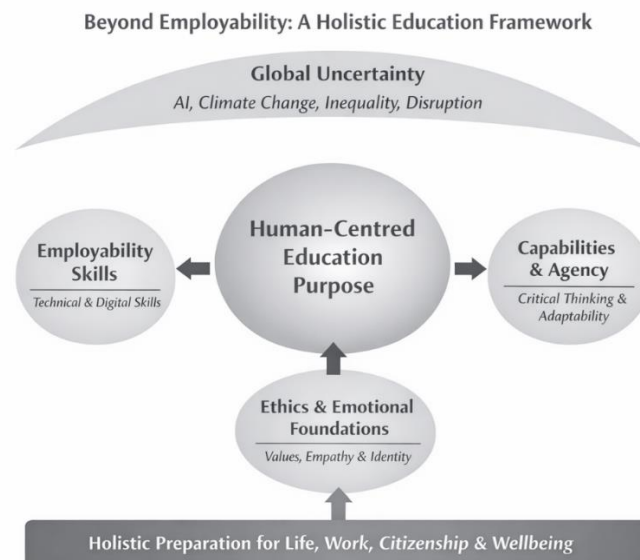 Beyond Employability: A Holistic Education Framework
Global Uncertainty
AI, Climate Change, Inequality, Disruption
Human-Centred
Education
Purpose
Employability
Skills
Technical & Digital Skills
Capabilities
& Agency
Critical Thinking &
Adaptability
Ethics & Emotional
Foundations
Values, Empathy & Identity
Holistic Preparation for Life, Work, Citizenship & Wellbeing